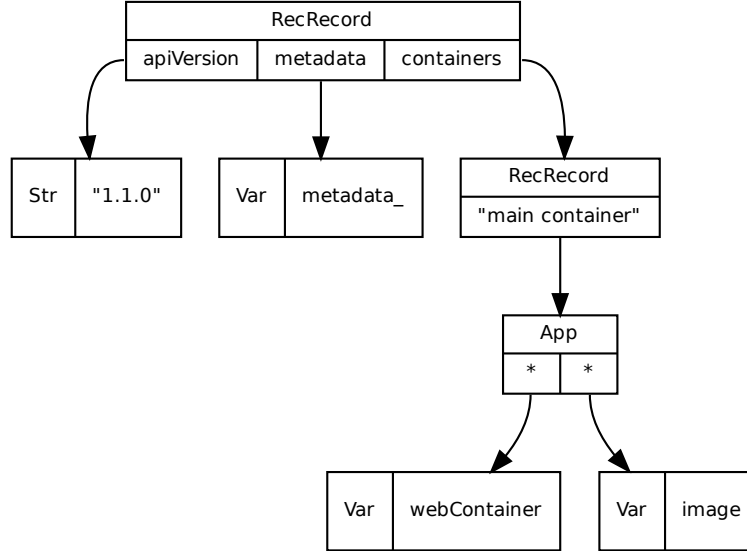 RecRecord
apiVersion metadata containers
Str "1.1.0"
Var metadata_
RecRecord
"main container"
App
* *
Var webContainer
Var image